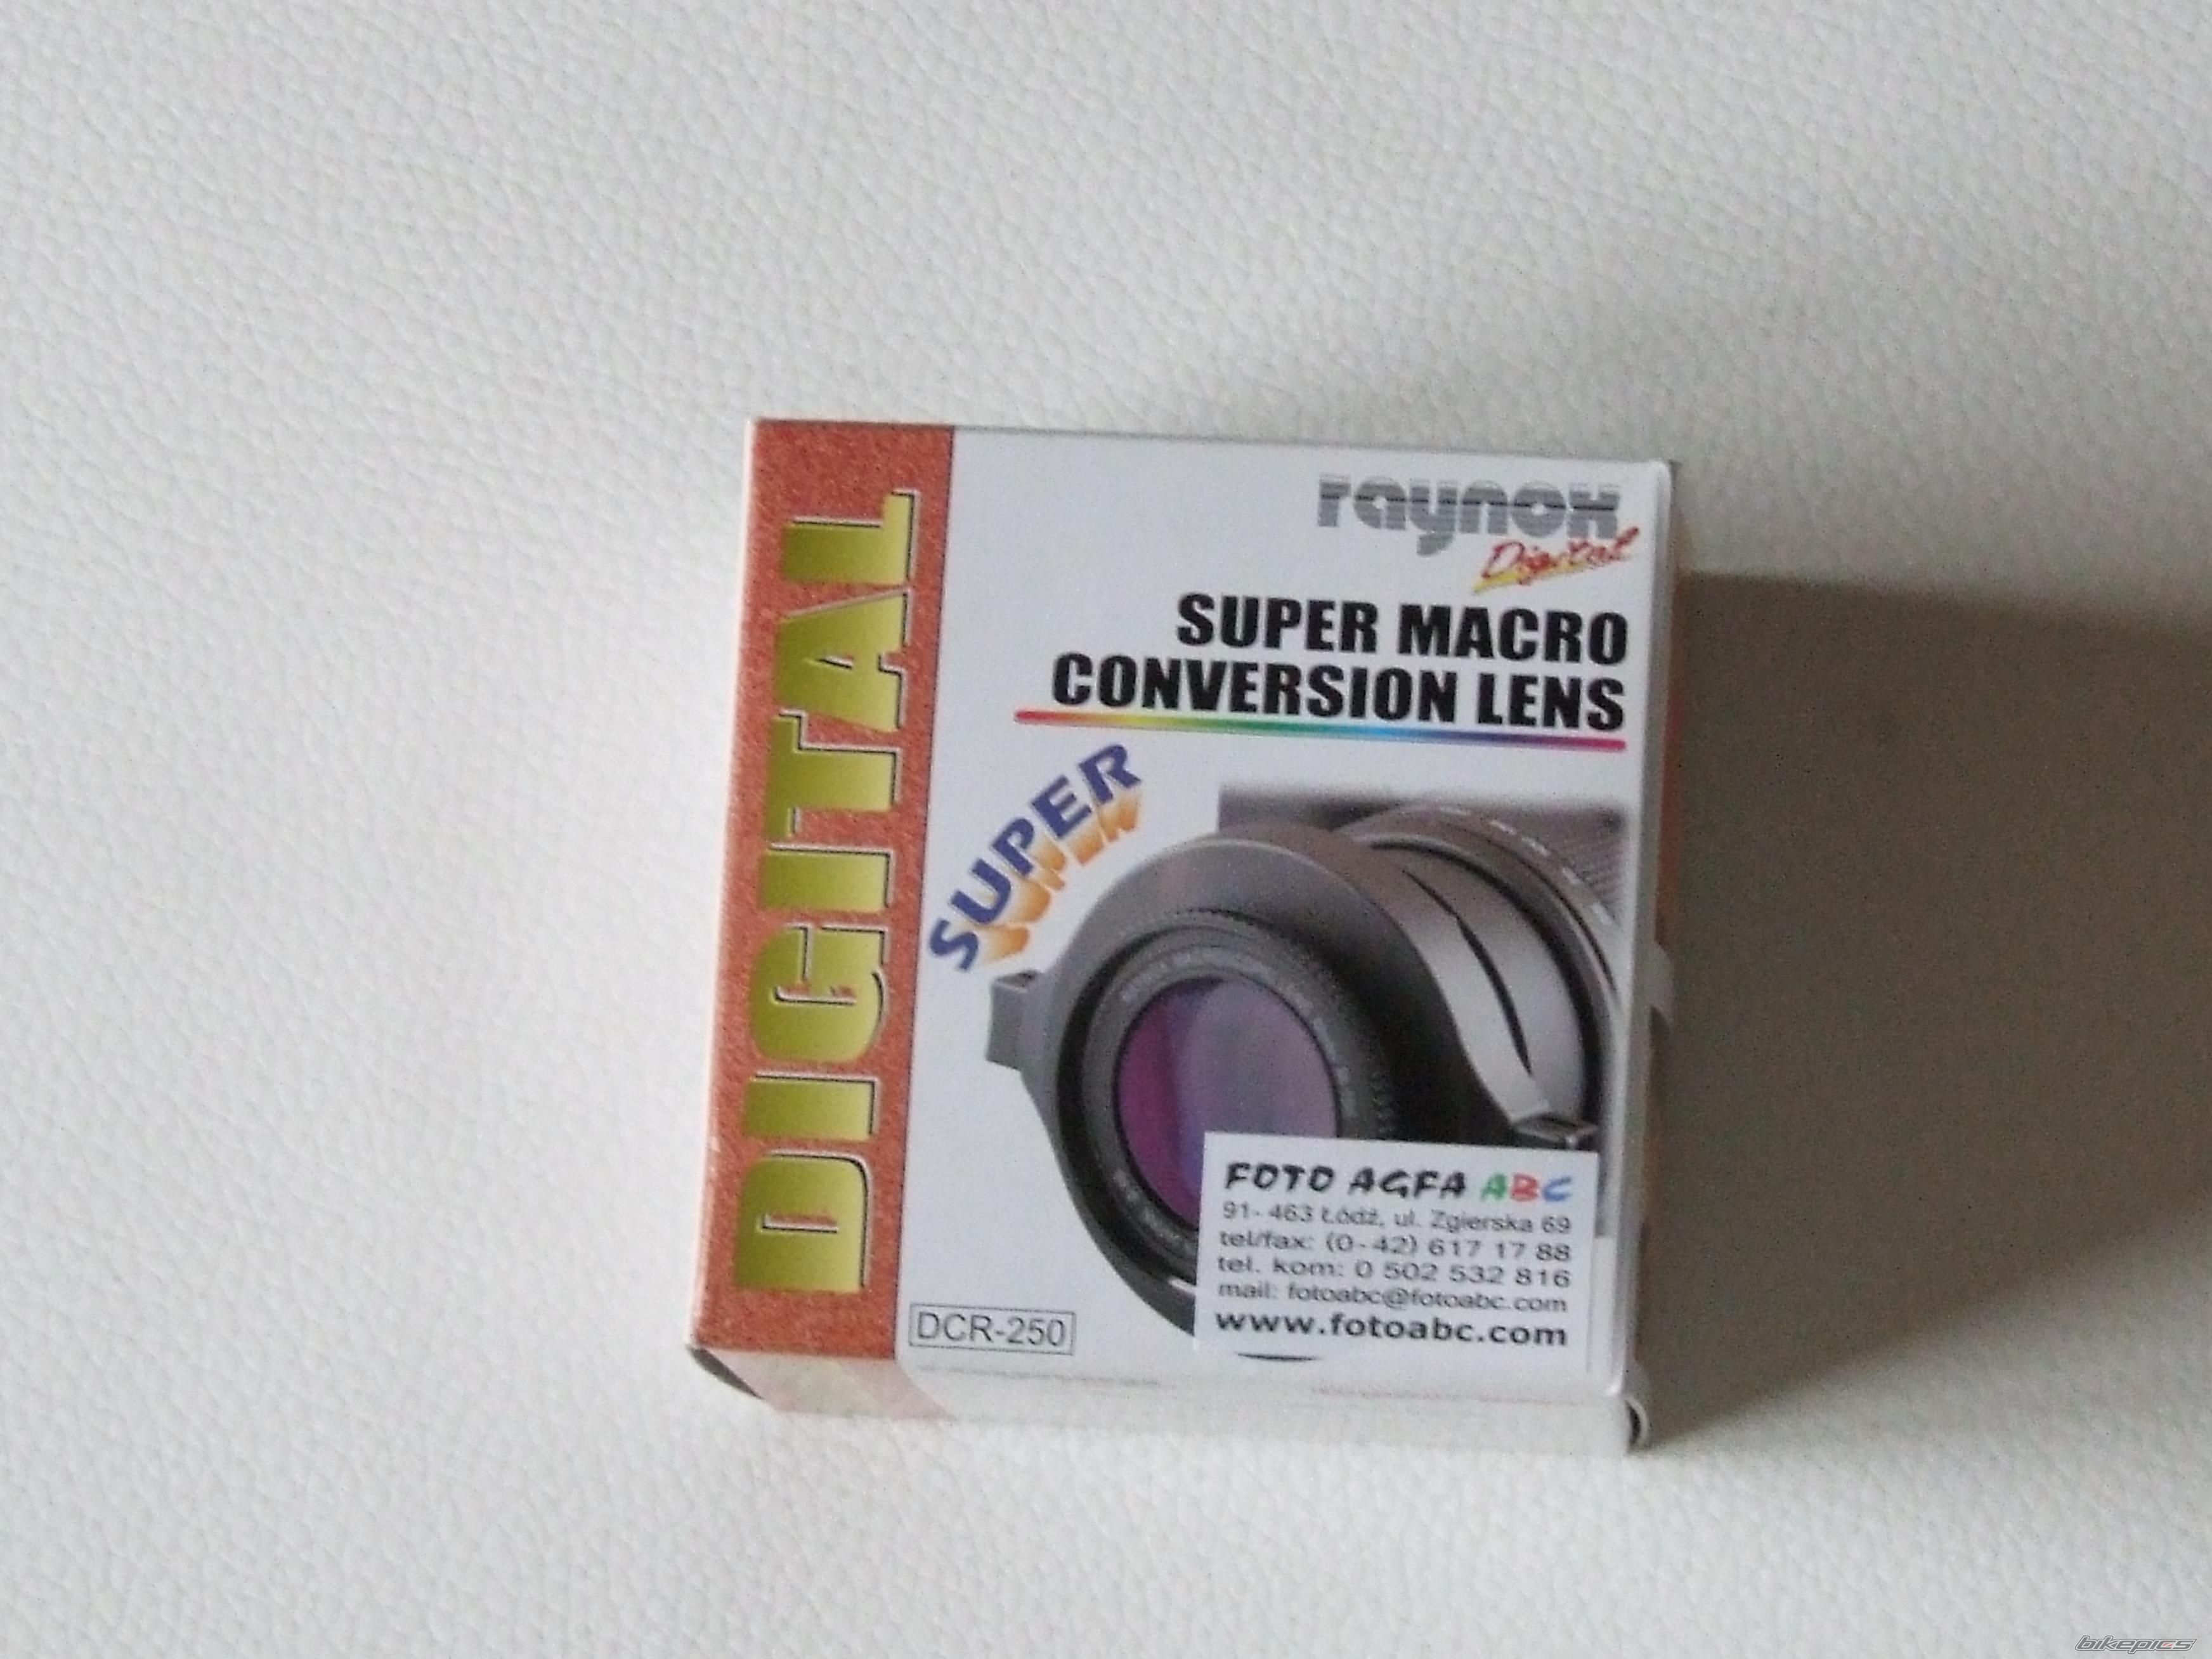 DIGITAL
raynox
Digital
SUPER MACRO
CONVERSION LENS
SUPER
FOTO AGFA ABC
91-463 Łódź, ul. Zgierska 69
tel/fax: (0-42) 617 17 88
tel. kom: 0 502 532 816
mail: fotoabc@fotoabc.com
www.fotoabc.com
DCR-250
bikepics